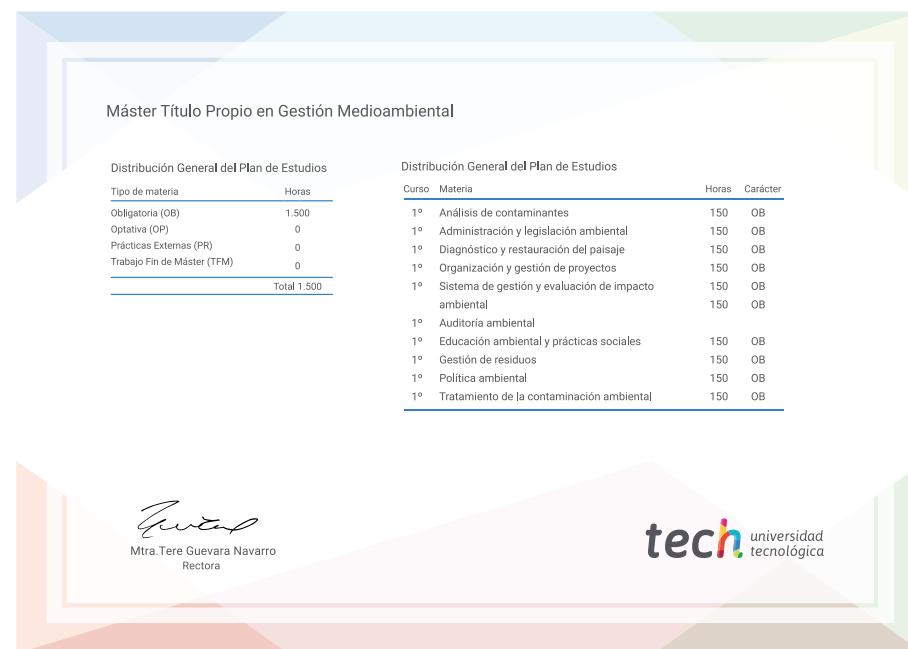 Máster Título Propio en Gestión Medioambiental
Distribución General del Plan de Estudios
Tipo de materia Horas
Obligatoria (OB) 1.500
Optativa (OP) 0
Prácticas Externas (PR) 0
Trabajo Fin de Máster (TFM) 0
Total 1.500
Distribución General del Plan de Estudios
Curso Materia Horas Carácter
1º Análisis de contaminantes 150 OB
1º Administración y legislación ambiental 150 OB
1º Diagnóstico y restauración del paisaje 150 OB
1º Organización y gestión de proyectos 150 OB
1º Sistema de gestión y evaluación de impacto 150 OB
ambiental 150 OB
1º Auditoría ambiental
1º Educación ambiental y prácticas sociales 150 OB
1º Gestión de residuos 150 OB
1º Política ambiental 150 OB
1º Tratamiento de la contaminación ambiental 150 OB
Mtra.Tere Guevara Navarro
Rectora
tech universidad
tecnológica